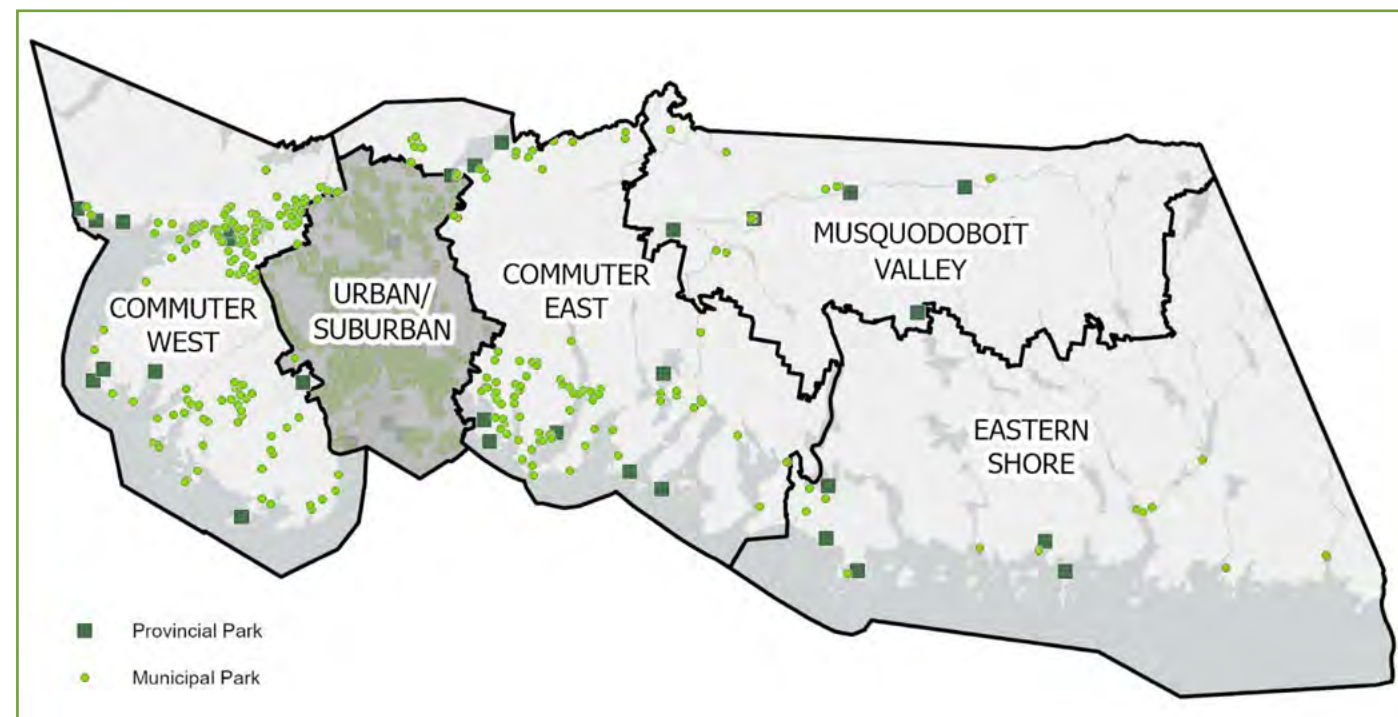 COMMUTER
WEST
URBAN/
SUBURBAN
COMMUTER
EAST
MUSQUODOBOIT
VALLEY
EASTERN
SHORE
Provincial Park
Municipal Park